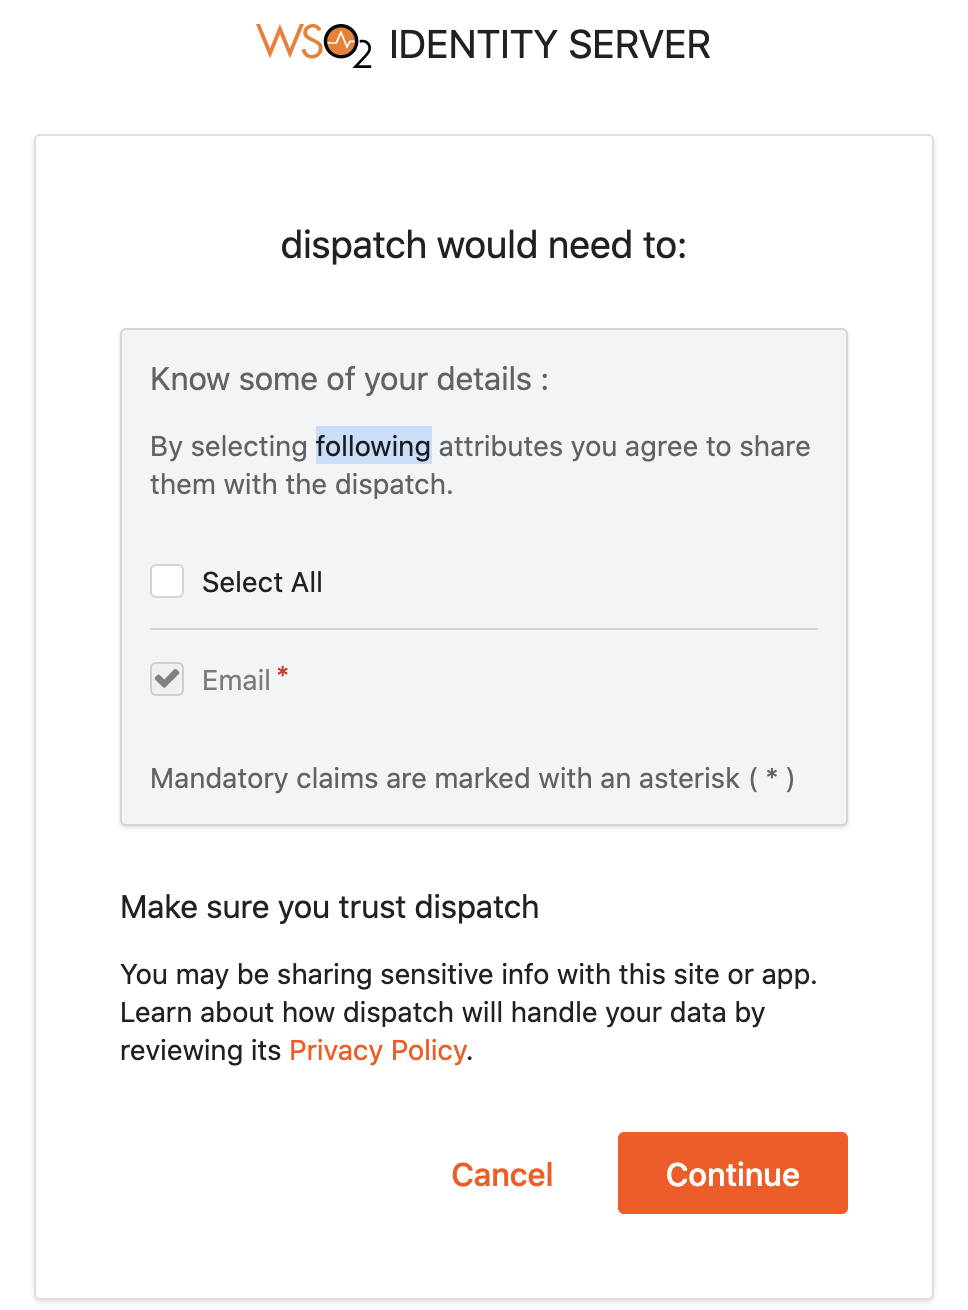 WSO2 IDENTITY SERVER
dispatch would need to:
Know some of your details :
By selecting following attributes you agree to share
them with the dispatch.
Select All
Email *
Mandatory claims are marked with an asterisk ( * )
Make sure you trust dispatch
You may be sharing sensitive info with this site or app.
Learn about how dispatch will handle your data by
reviewing its Privacy Policy.
Cancel
Continue